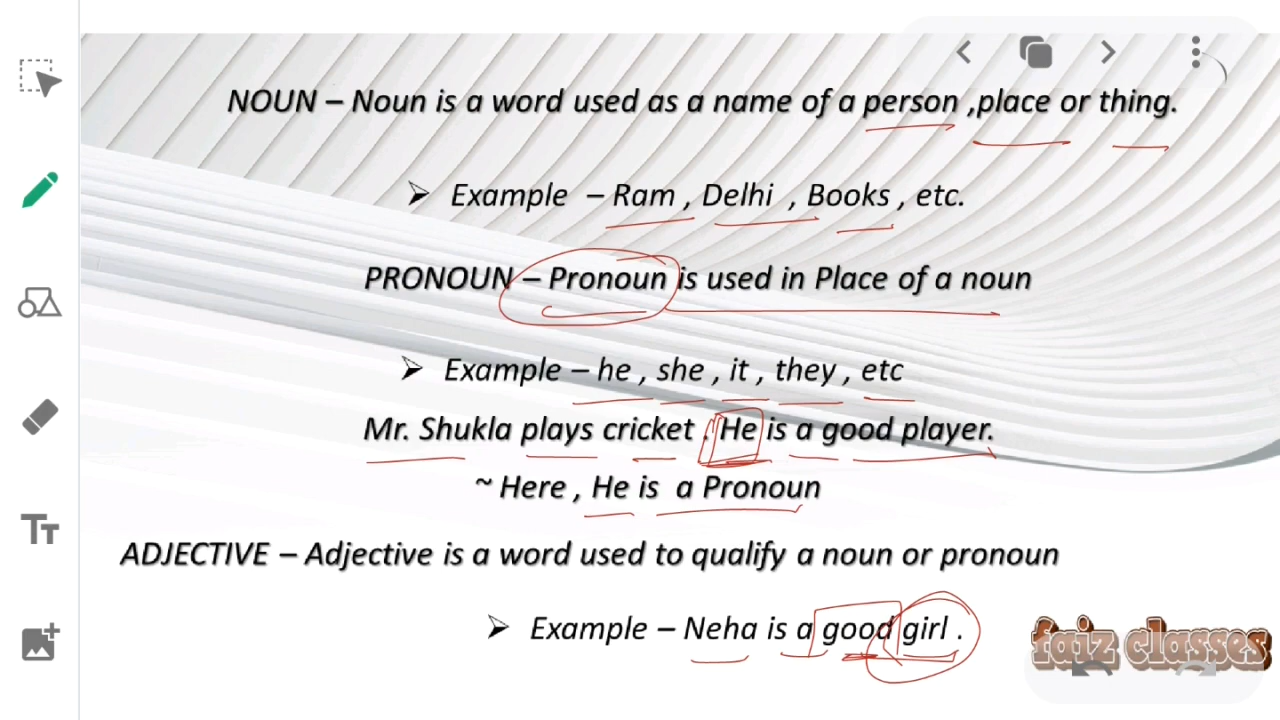 NOUN – Noun is a word used as a name of a person ,place or thing.
➢ Example – Ram , Delhi , Books , etc.
PRONOUN – Pronoun is used in Place of a noun
➢ Example – he , she , it , they , etc
Mr. Shukla plays cricket . He is a good player.
~ Here , He is a Pronoun
ADJECTIVE – Adjective is a word used to qualify a noun or pronoun
➢ Example – Neha is a good girl .
faiz classes
TT